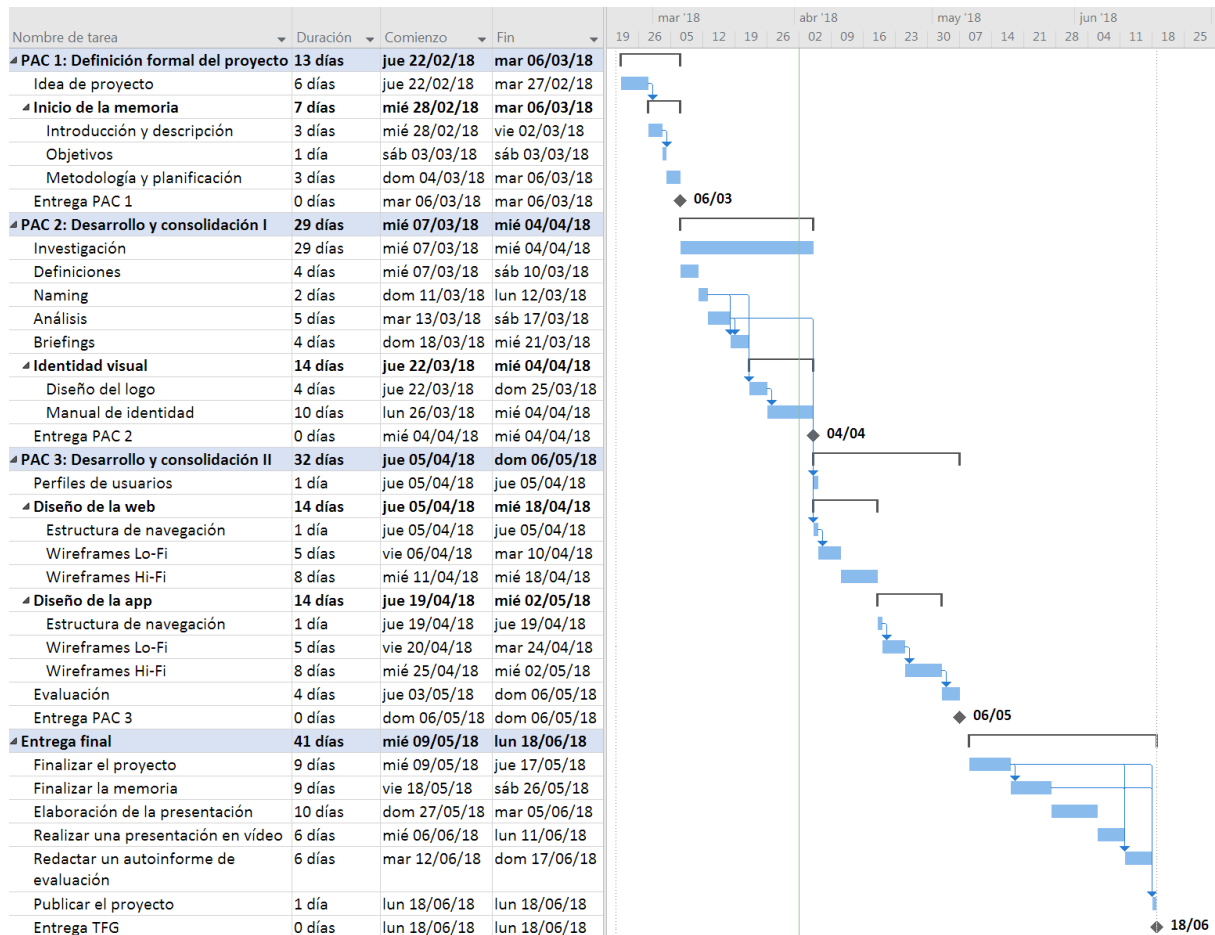 mar '18 abr '18 may '18 jun '18
Nombre de tarea Duración Comienzo Fin 19 26 05 12 19 26 02 09 16 23 30 07 14 21 28 04 11 18 25
PAC 1: Definición formal del proyecto 13 días jue 22/02/18 mar 06/03/18
Idea de proyecto 6 días jue 22/02/18 mar 27/02/18
Inicio de la memoria 7 días mié 28/02/18 mar 06/03/18
Introducción y descripción 3 días mié 28/02/18 vie 02/03/18
Objetivos 1 día sáb 03/03/18 sáb 03/03/18
Metodología y planificación 3 días dom 04/03/18 mar 06/03/18
Entrega PAC 1 0 días mar 06/03/18 mar 06/03/18 06/03
PAC 2: Desarrollo y consolidación I 29 días mié 07/03/18 mié 04/04/18
Investigación 29 días mié 07/03/18 mié 04/04/18
Definiciones 4 días mié 07/03/18 sáb 10/03/18
Naming 2 días dom 11/03/18 lun 12/03/18
Análisis 5 días mar 13/03/18 sáb 17/03/18
Briefings 4 días dom 18/03/18 mié 21/03/18
Identidad visual 14 días jue 22/03/18 mié 04/04/18
Diseño del logo 4 días jue 22/03/18 dom 25/03/18
Manual de identidad 10 días lun 26/03/18 mié 04/04/18
Entrega PAC 2 0 días mié 04/04/18 mié 04/04/18 04/04
PAC 3: Desarrollo y consolidación II 32 días jue 05/04/18 dom 06/05/18
Perfiles de usuarios 1 día jue 05/04/18 jue 05/04/18
Diseño de la web 14 días jue 05/04/18 mié 18/04/18
Estructura de navegación 1 día jue 05/04/18 jue 05/04/18
Wireframes Lo-Fi 5 días vie 06/04/18 mar 10/04/18
Wireframes Hi-Fi 8 días mié 11/04/18 mié 18/04/18
Diseño de la app 14 días jue 19/04/18 mié 02/05/18
Estructura de navegación 1 día jue 19/04/18 jue 19/04/18
Wireframes Lo-Fi 5 días vie 20/04/18 mar 24/04/18
Wireframes Hi-Fi 8 días mié 25/04/18 mié 02/05/18
Evaluación 4 días jue 03/05/18 dom 06/05/18
Entrega PAC 3 0 días dom 06/05/18 dom 06/05/18 06/05
Entrega final 41 días mié 09/05/18 lun 18/06/18
Finalizar el proyecto 9 días mié 09/05/18 jue 17/05/18
Finalizar la memoria 9 días vie 18/05/18 sáb 26/05/18
Elaboración de la presentación 10 días dom 27/05/18 mar 05/06/18
Realizar una presentación en vídeo 6 días mié 06/06/18 lun 11/06/18
Redactar un autoinforme de 6 días mar 12/06/18 dom 17/06/18
evaluación
Publicar el proyecto 1 día lun 18/06/18 lun 18/06/18
Entrega TFG 0 días lun 18/06/18 lun 18/06/18 18/06